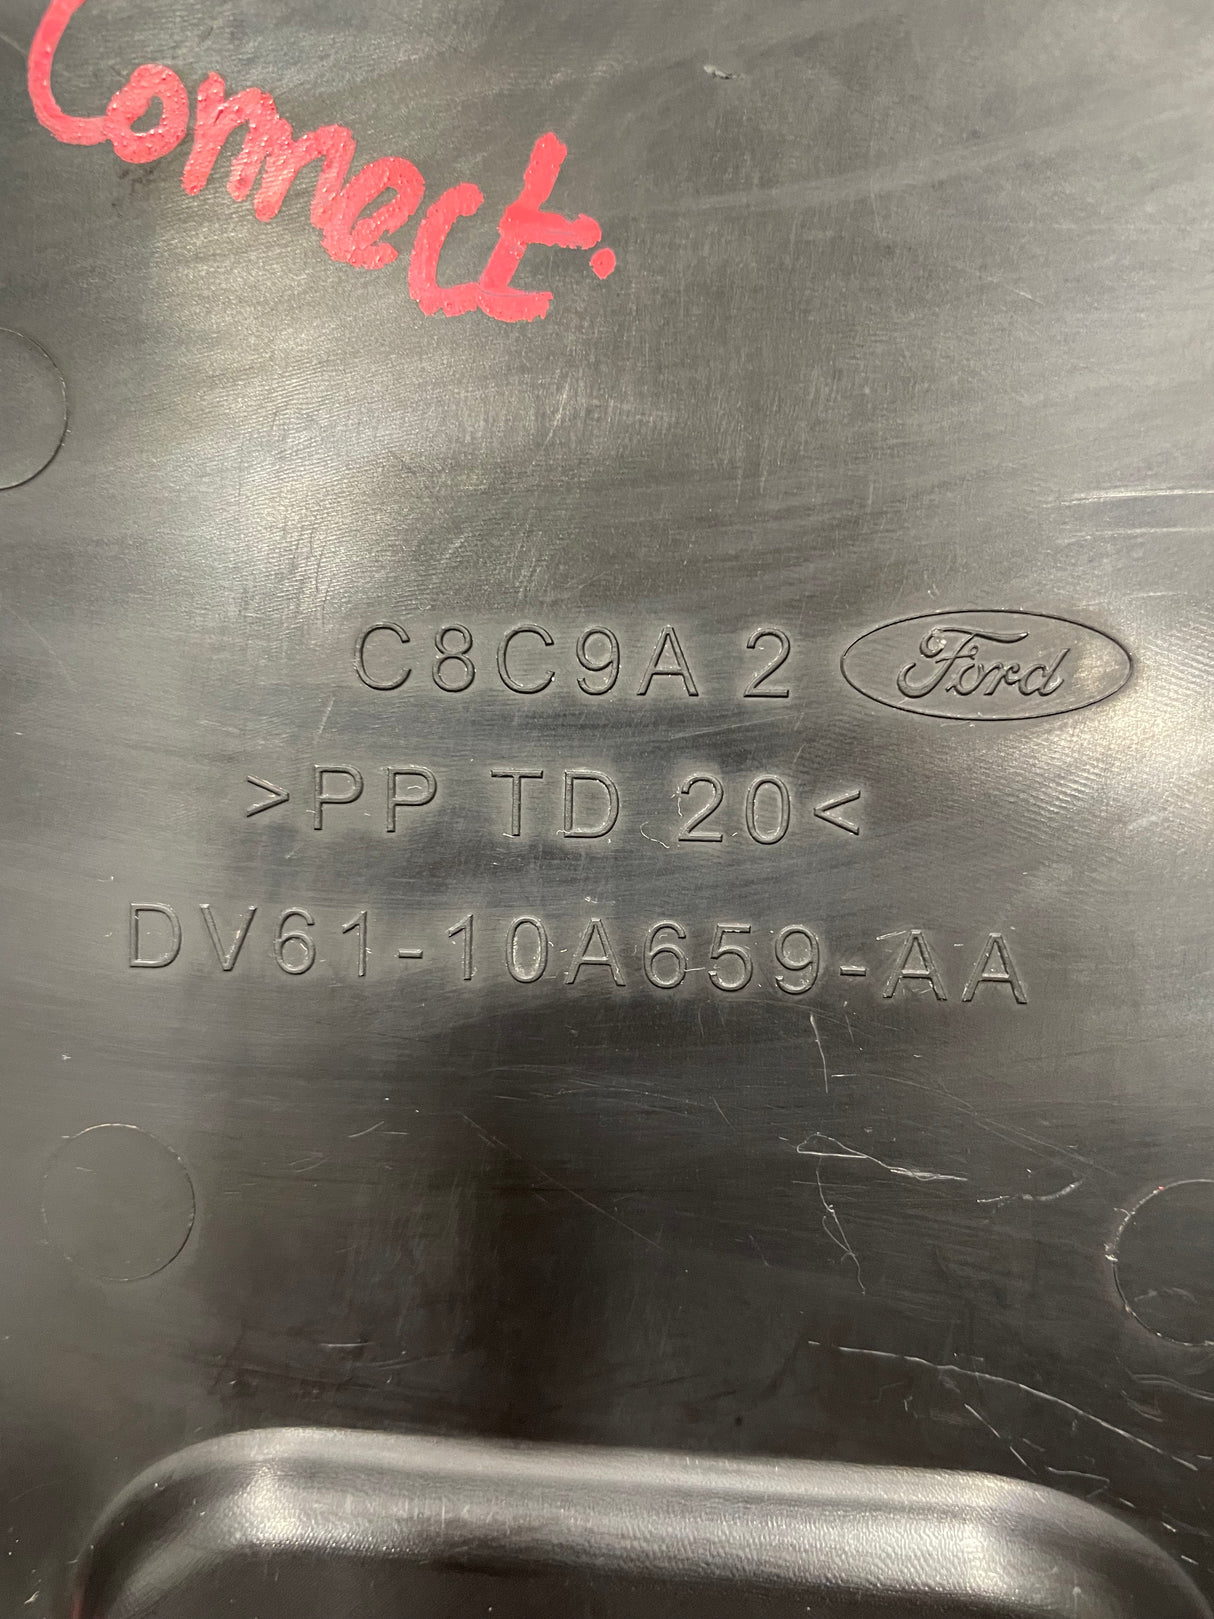 Connect.
C8C9A 2 Ford
>PP TD 20<
DV61-10A659-AA